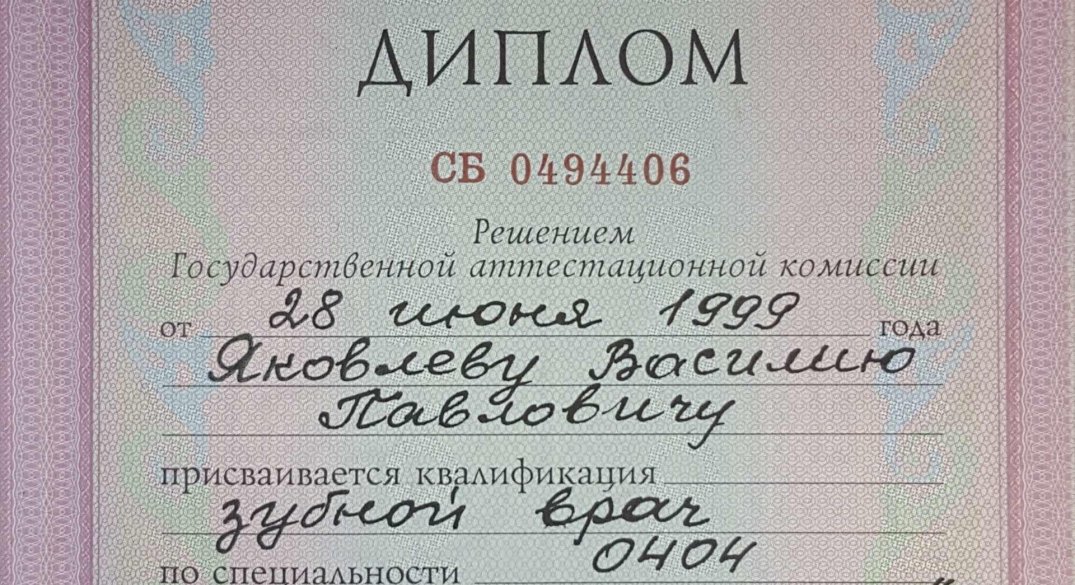 ДИПЛОМ
СБ 0494406
Решением
Государственной аттестационной комиссии
от 28 июня 1999 года
Яковлеву Василию
Павловичу
присваивается квалификация
зубной врач
по специальности 0404